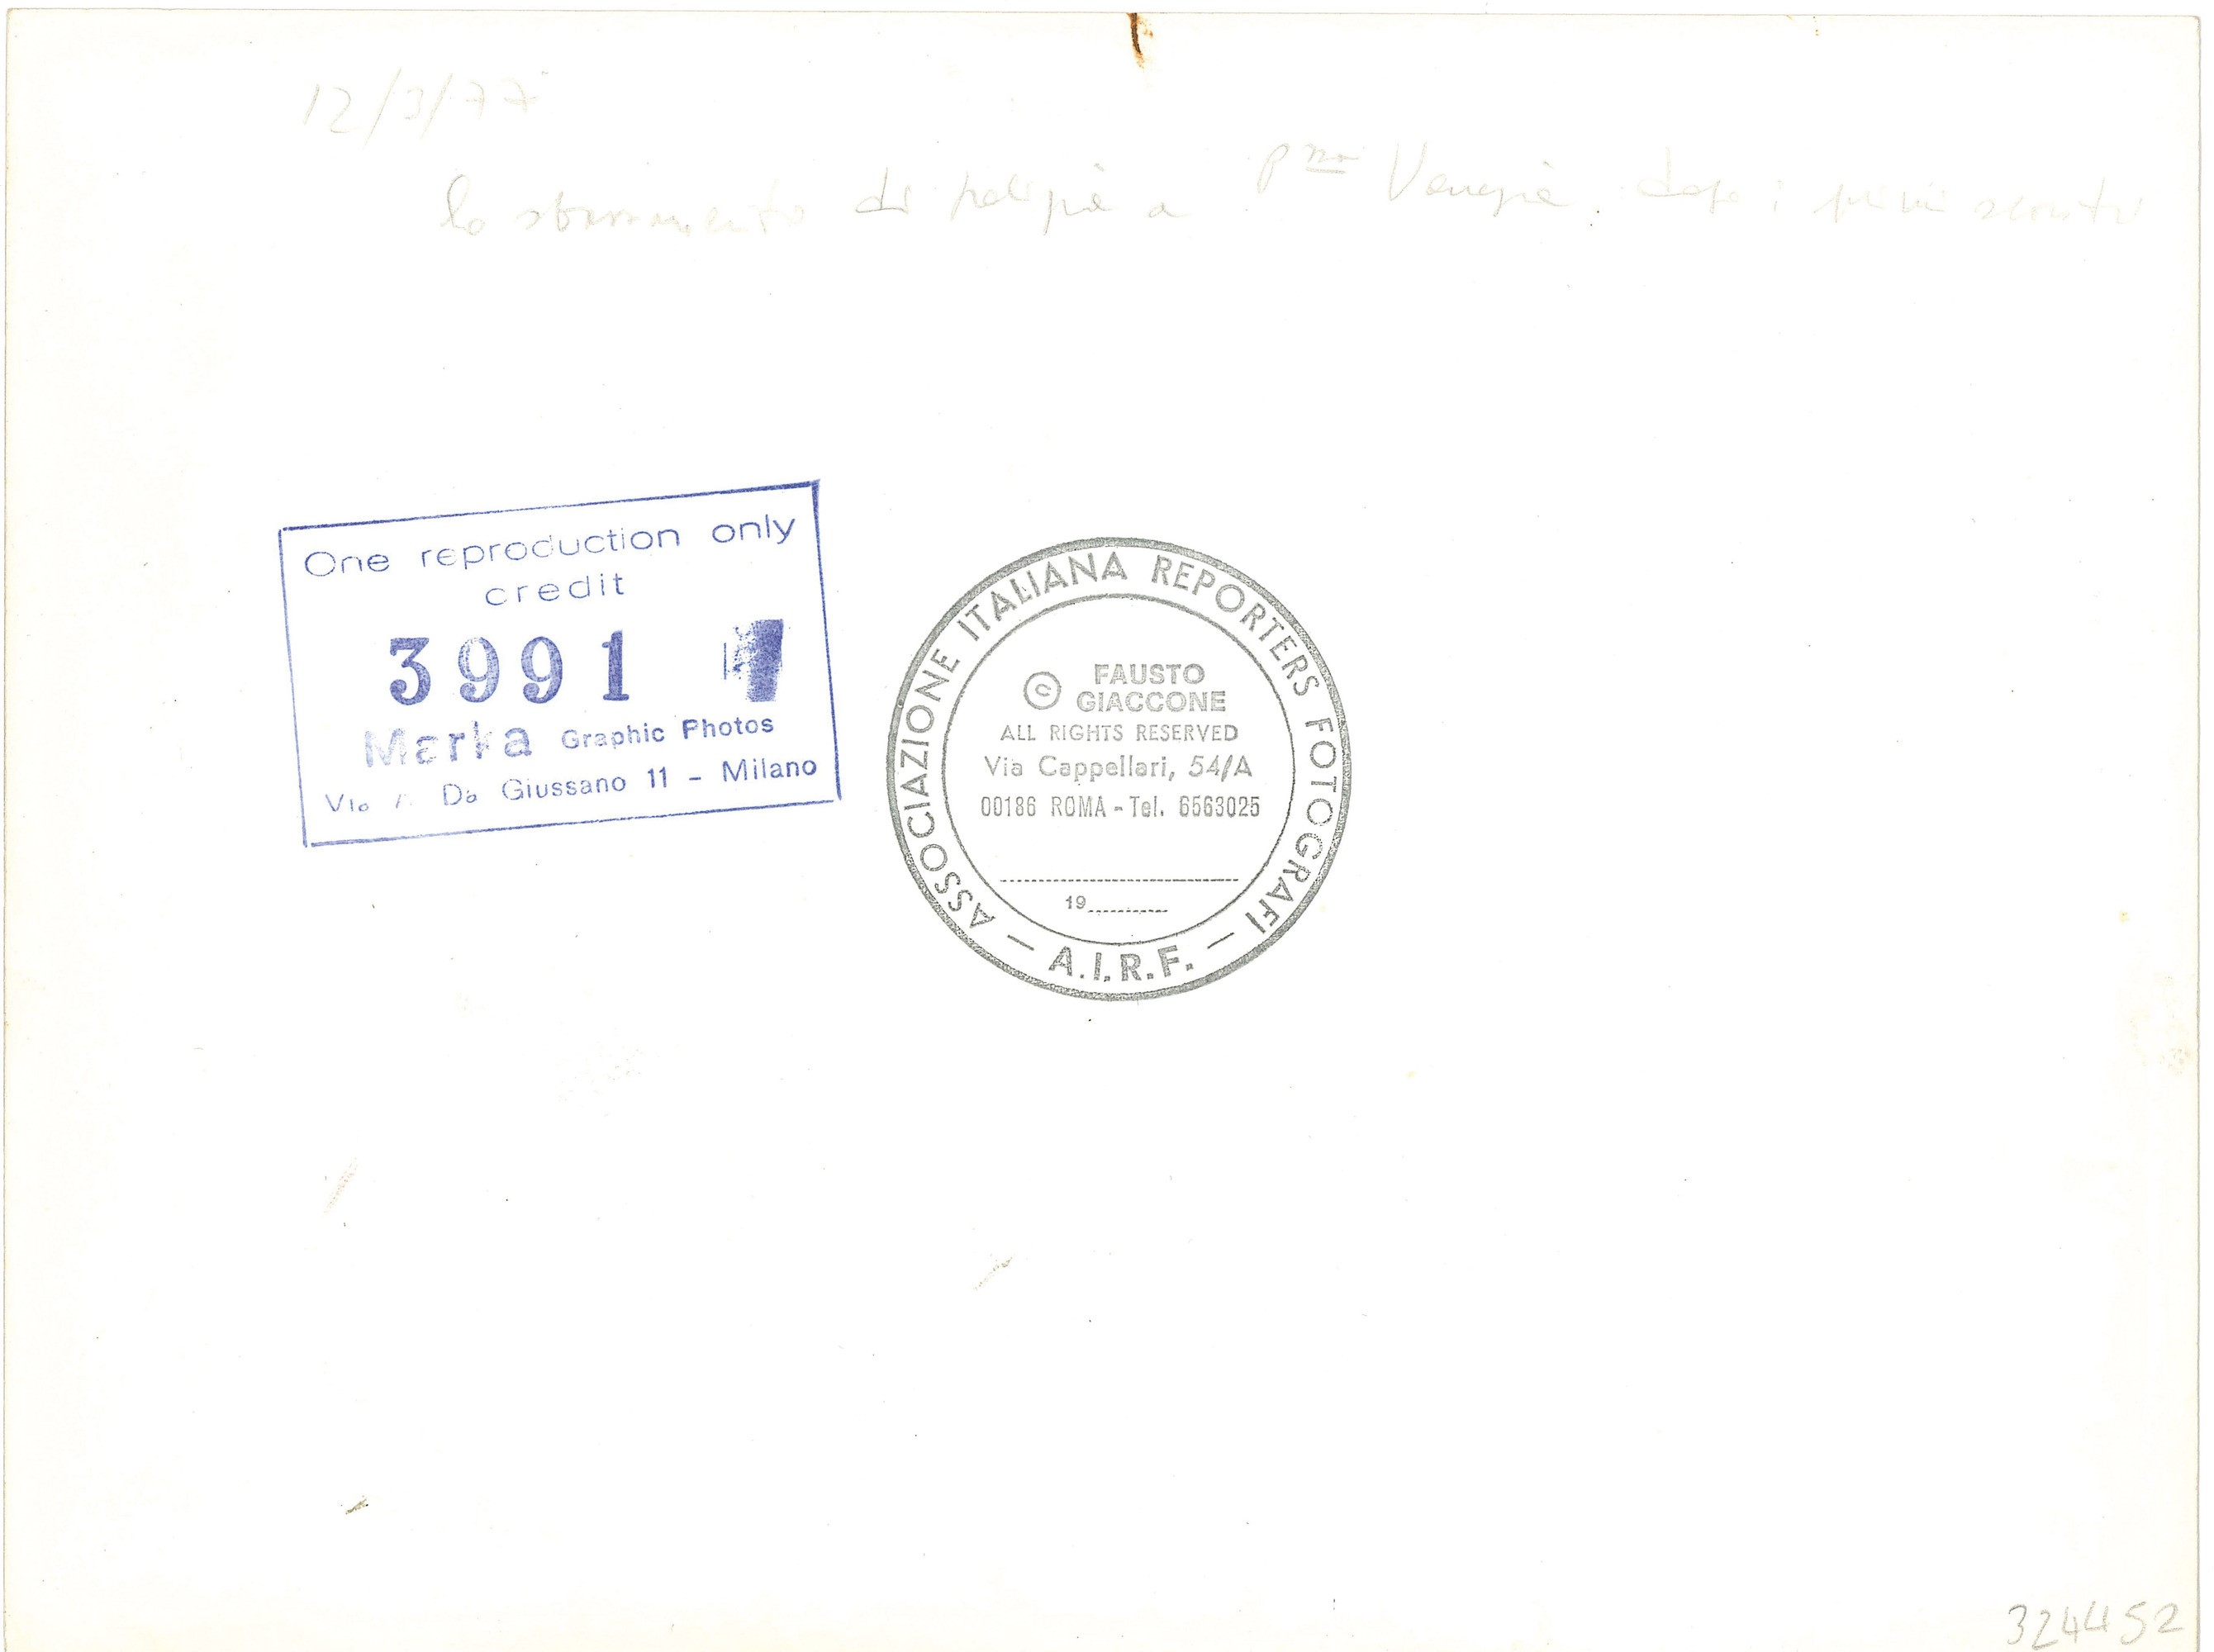 12/3/77
lo sbarramento di polizia a P.zza Venezia, dopo i primi scontri
One reproduction only
credit
3991
Marka Graphic Photos
Via A. Da Giussano 11 - Milano
ASSOCIAZIONE ITALIANA REPORTERS FOTOGRAFI
© FAUSTO
GIACCONE
ALL RIGHTS RESERVED
Via Cappellari, 54/A
00186 ROMA - Tel. 6563025
19
— A.I.R.F. —
324452